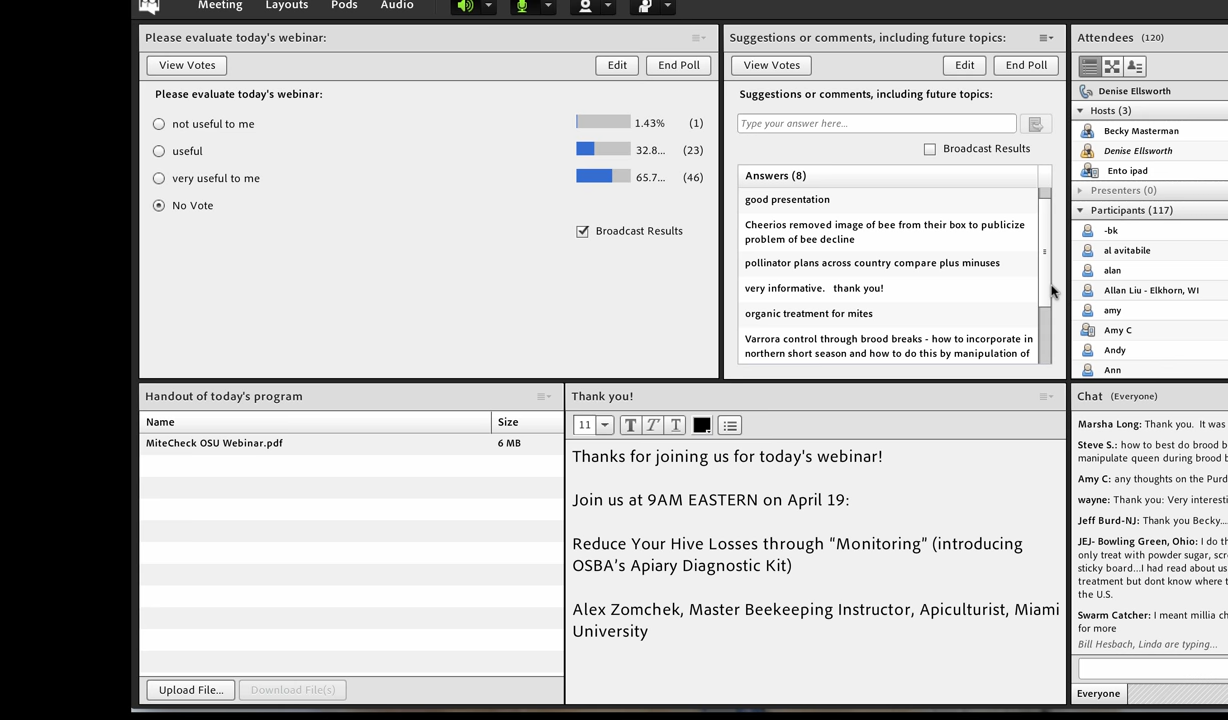 Meeting Layouts Pods Audio
Please evaluate today's webinar:
View Votes Edit End Poll
Please evaluate today's webinar:
not useful to me 1.43% (1)
useful 32.8... (23)
very useful to me 65.7... (46)
No Vote
Broadcast Results
Suggestions or comments, including future topics:
View Votes Edit End Poll
Suggestions or comments, including future topics:
Type your answer here...
Broadcast Results
Answers (8)
good presentation
Cheerios removed image of bee from their box to publicize
problem of bee decline
pollinator plans across country compare plus minuses
very informative. thank you!
organic treatment for mites
Varrora control through brood breaks - how to incorporate in
northern short season and how to do this by manipulation of
Attendees (120)
Denise Ellsworth
Hosts (3)
Becky Masterman
Denise Ellsworth
Ento ipad
Presenters (0)
Participants (117)
-bk
al avitabile
alan
Allan Liu - Elkhorn, WI
amy
Amy C
Andy
Ann
Handout of today's program
Name Size
MiteCheck OSU Webinar.pdf 6 MB
Upload File... Download File(s)
Thank you!
11 T T T
Thanks for joining us for today's webinar!
Join us at 9AM EASTERN on April 19:
Reduce Your Hive Losses through “Monitoring” (introducing
OSBA’s Apiary Diagnostic Kit)
Alex Zomchek, Master Beekeeping Instructor, Apiculturist, Miami
University
Chat (Everyone)
Marsha Long: Thank you. It was
Steve S.: how to best do brood b
manipulate queen during brood b
Amy C: any thoughts on the Purd
wayne: Thank you: Very interesti
Jeff Burd-NJ: Thank you Becky....
JEJ- Bowling Green, Ohio: I do th
only treat with powder sugar, scr
sticky board...I had read about us
treatment but dont know where t
the U.S.
Swarm Catcher: I meant millia ch
for more
Bill Hesbach, Linda are typing...
Everyone